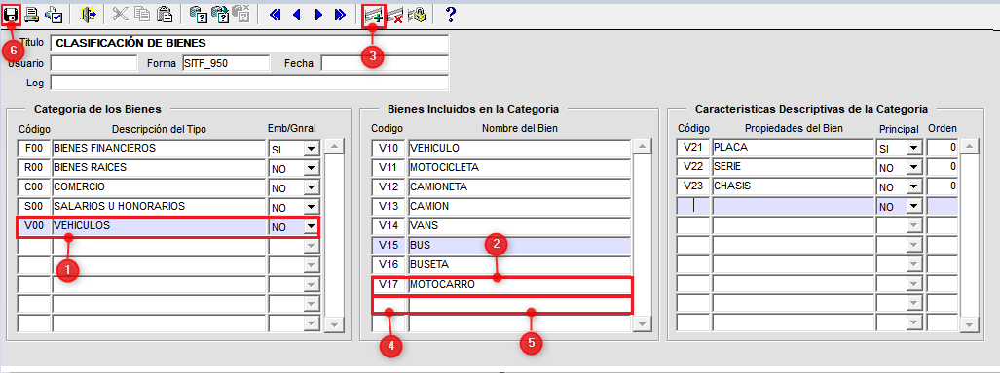 ?
6
3
Titulo CLASIFICACIÓN DE BIENES
Usuario Forma SITF_950 Fecha
Log
Categoria de los Bienes
Código Descripción del Tipo Emb/Gnral
F00 BIENES FINANCIEROS SI
R00 BIENES RAICES NO
C00 COMERCIO NO
S00 SALARIOS U HONORARIOS NO
V00 VEHICULOS NO
1
Bienes Incluidos en la Categoria
Codigo Nombre del Bien
V10 VEHICULO
V11 MOTOCICLETA
V12 CAMIONETA
V13 CAMION
V14 VANS
V15 BUS
2
V16 BUSETA
V17 MOTOCARRO
4
5
Caracteristicas Descriptivas de la Categoria
Código Propiedades del Bien Principal Orden
V21 PLACA SI 0
V22 SERIE NO 0
V23 CHASIS NO 0
NO